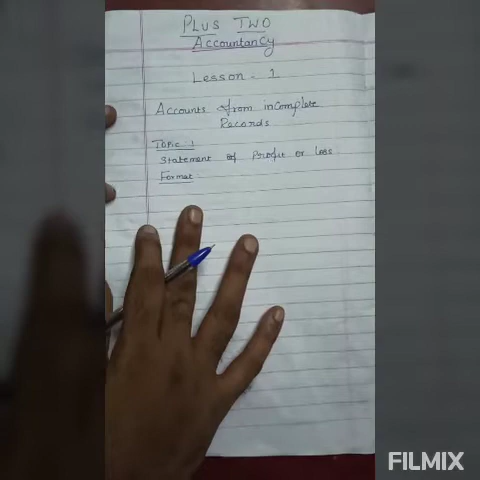 PLUS TWO
Accountancy
Lesson - 1
Accounts from incomplete
Records
Topic 1
Statement of Profit or Loss
Format
FILMIX